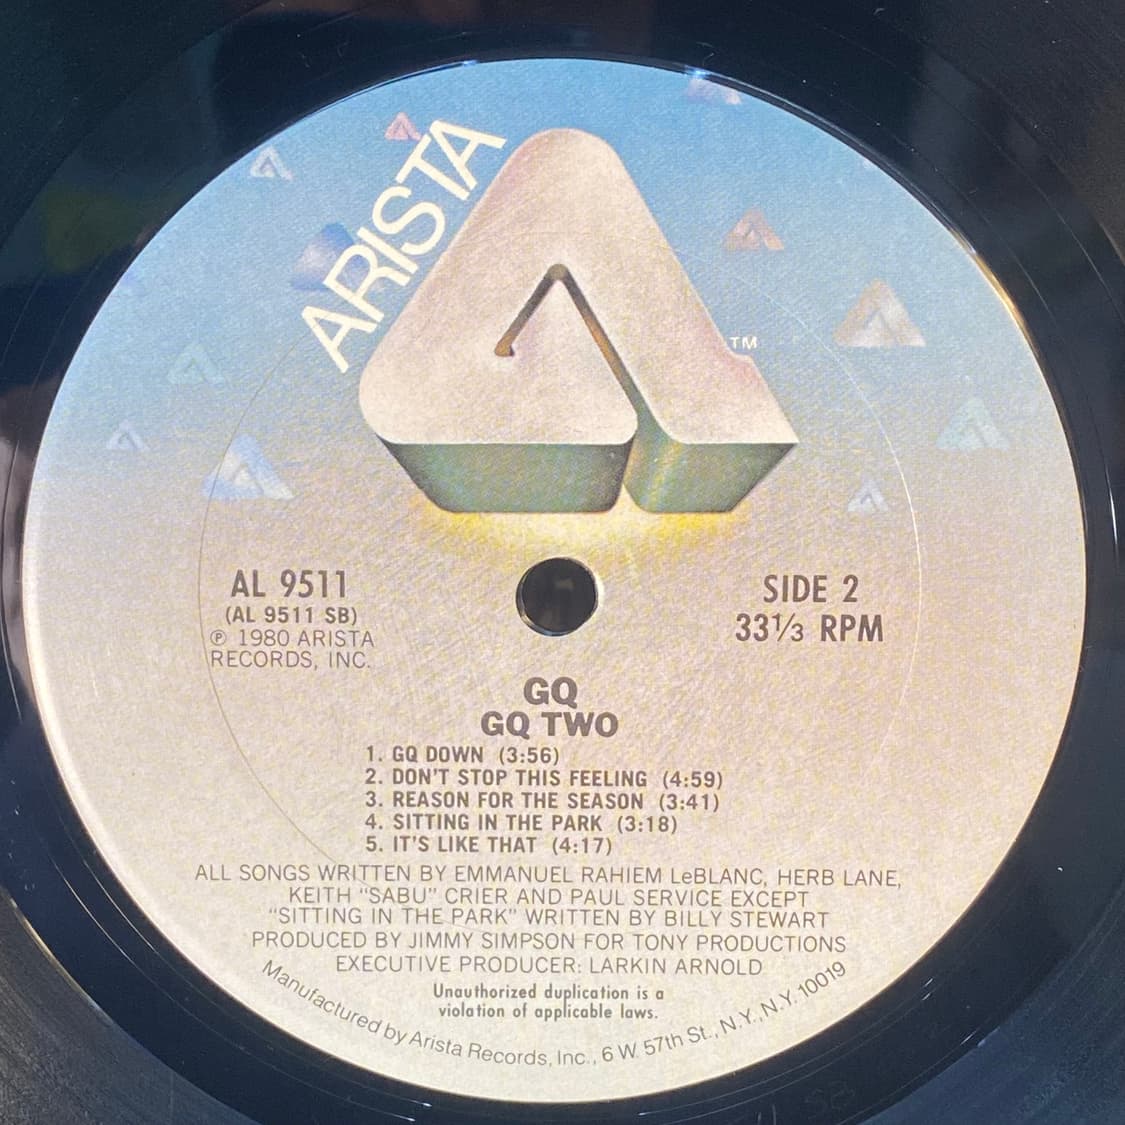 ARISTA
TM
AL 9511
(AL 9511 SB)
℗ 1980 ARISTA
RECORDS, INC.
SIDE 2
33⅓ RPM
GQ
GQ TWO
1. GQ DOWN (3:56)
2. DON'T STOP THIS FEELING (4:59)
3. REASON FOR THE SEASON (3:41)
4. SITTING IN THE PARK (3:18)
5. IT'S LIKE THAT (4:17)
ALL SONGS WRITTEN BY EMMANUEL RAHIEM LeBLANC, HERB LANE,
KEITH "SABU" CRIER AND PAUL SERVICE EXCEPT
"SITTING IN THE PARK" WRITTEN BY BILLY STEWART
PRODUCED BY JIMMY SIMPSON FOR TONY PRODUCTIONS
EXECUTIVE PRODUCER: LARKIN ARNOLD
Unauthorized duplication is a
violation of applicable laws.
Manufactured by Arista Records, Inc., 6 W. 57th St., N.Y., N.Y. 10019